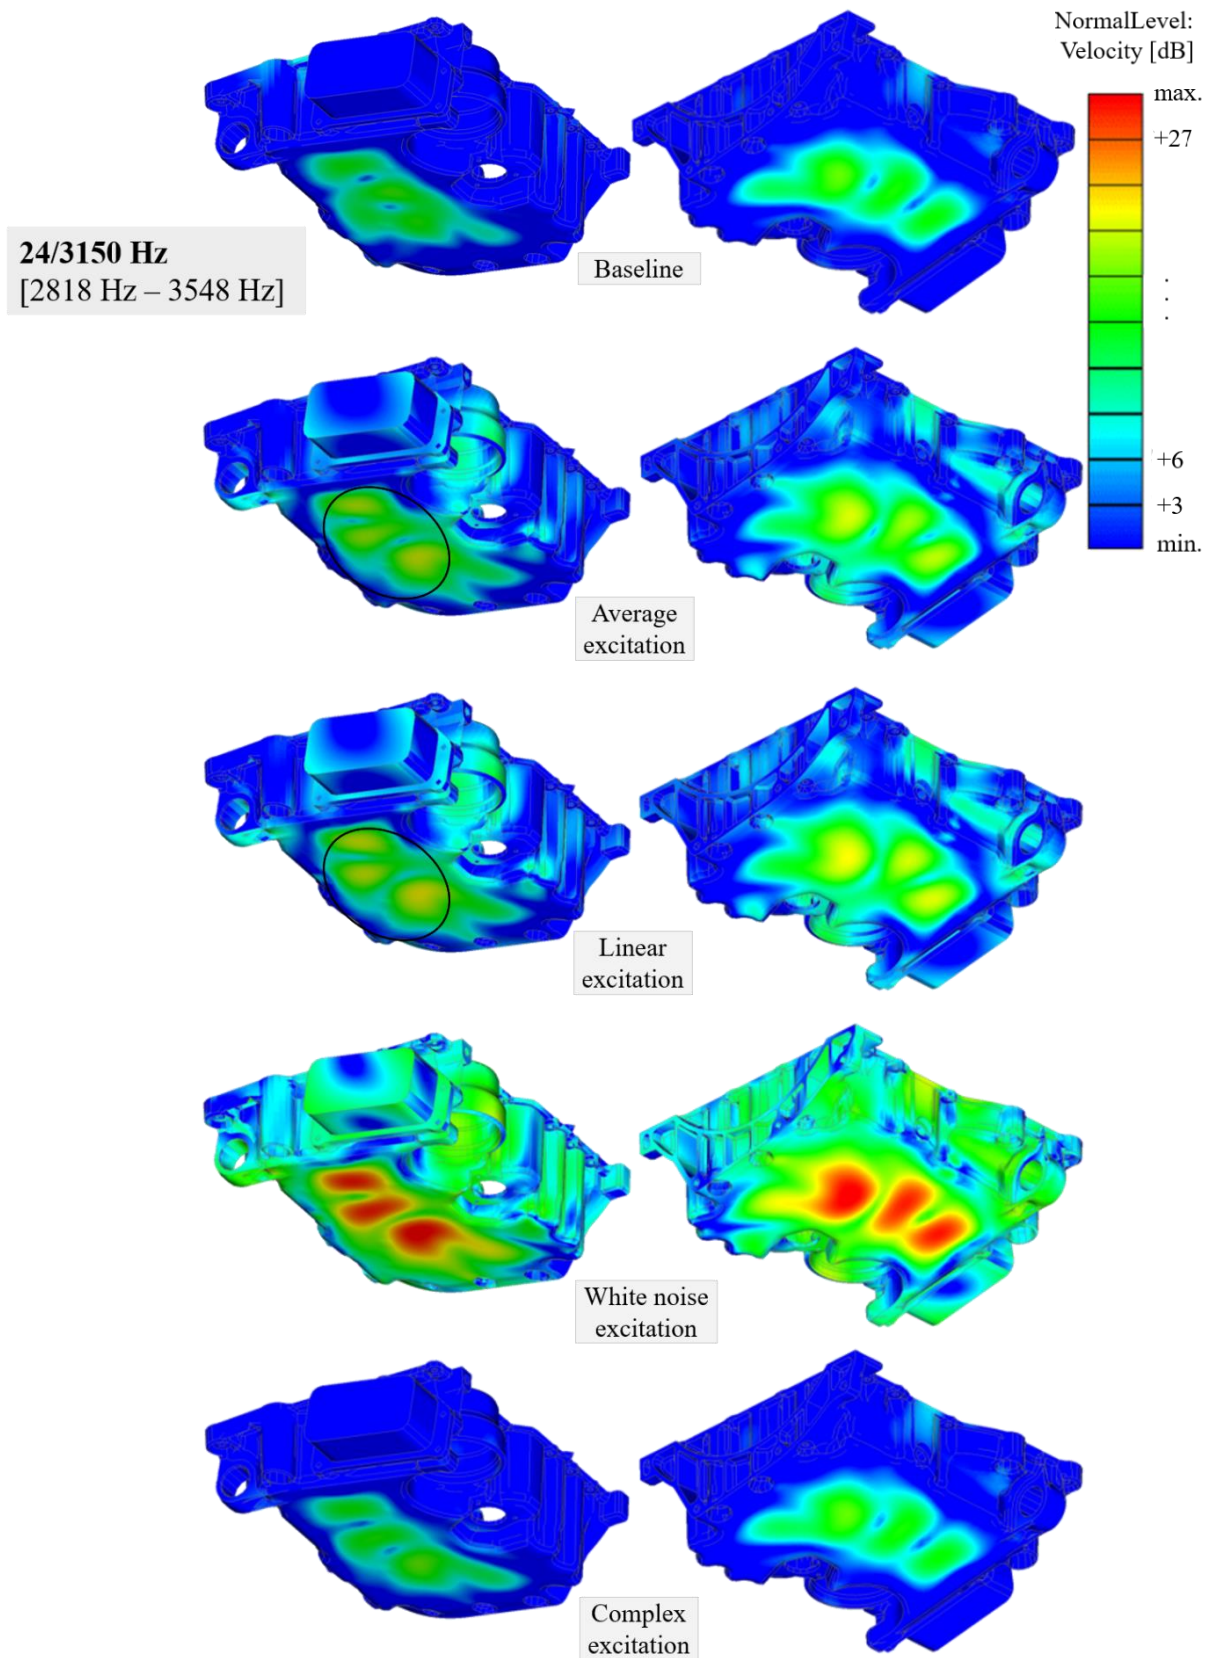 NormalLevel:
Velocity [dB]
max.
+27
24/3150 Hz
[2818 Hz – 3548 Hz]
Baseline
⋮
+6
+3
min.
Average
excitation
Linear
excitation
White noise
excitation
Complex
excitation